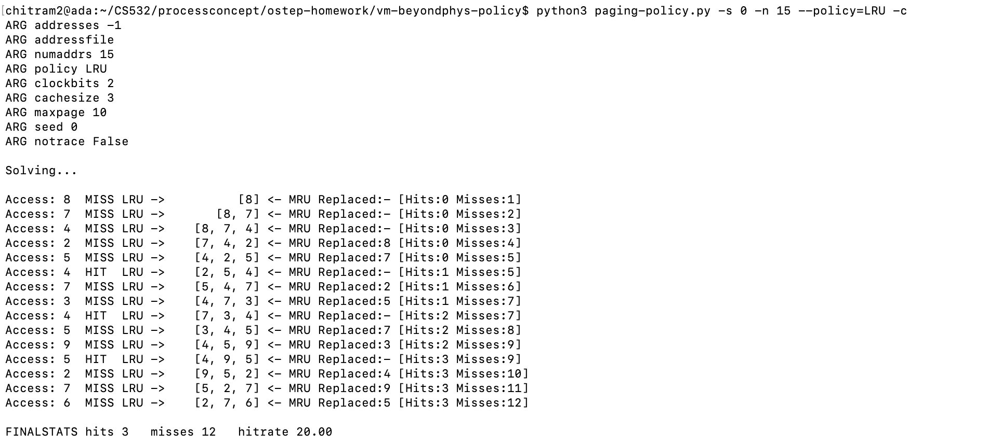 [chitram2@ada:~/CS532/processconcept/ostep-homework/vm-beyondphys-policy$ python3 paging-policy.py -s 0 -n 15 --policy=LRU -c
ARG addresses -1
ARG addressfile
ARG numaddrs 15
ARG policy LRU
ARG clockbits 2
ARG cachesize 3
ARG maxpage 10
ARG seed 0
ARG notrace False

Solving...

Access: 8  MISS LRU ->          [8] <- MRU Replaced:- [Hits:0 Misses:1]
Access: 7  MISS LRU ->       [8, 7] <- MRU Replaced:- [Hits:0 Misses:2]
Access: 4  MISS LRU ->    [8, 7, 4] <- MRU Replaced:- [Hits:0 Misses:3]
Access: 2  MISS LRU ->    [7, 4, 2] <- MRU Replaced:8 [Hits:0 Misses:4]
Access: 5  MISS LRU ->    [4, 2, 5] <- MRU Replaced:7 [Hits:0 Misses:5]
Access: 4  HIT  LRU ->    [2, 5, 4] <- MRU Replaced:- [Hits:1 Misses:5]
Access: 7  MISS LRU ->    [5, 4, 7] <- MRU Replaced:2 [Hits:1 Misses:6]
Access: 3  MISS LRU ->    [4, 7, 3] <- MRU Replaced:5 [Hits:1 Misses:7]
Access: 4  HIT  LRU ->    [7, 3, 4] <- MRU Replaced:- [Hits:2 Misses:7]
Access: 5  MISS LRU ->    [3, 4, 5] <- MRU Replaced:7 [Hits:2 Misses:8]
Access: 9  MISS LRU ->    [4, 5, 9] <- MRU Replaced:3 [Hits:2 Misses:9]
Access: 5  HIT  LRU ->    [4, 9, 5] <- MRU Replaced:- [Hits:3 Misses:9]
Access: 2  MISS LRU ->    [9, 5, 2] <- MRU Replaced:4 [Hits:3 Misses:10]
Access: 7  MISS LRU ->    [5, 2, 7] <- MRU Replaced:9 [Hits:3 Misses:11]
Access: 6  MISS LRU ->    [2, 7, 6] <- MRU Replaced:5 [Hits:3 Misses:12]

FINALSTATS hits 3   misses 12   hitrate 20.00